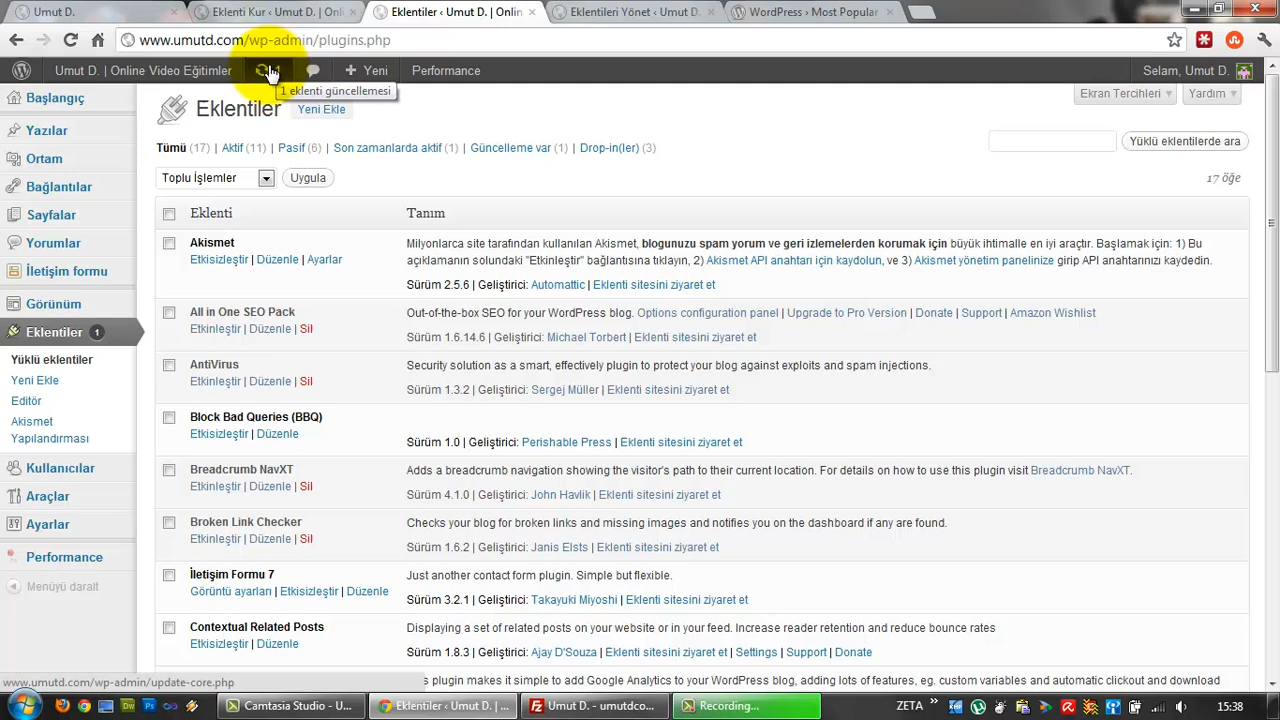 Umut D.
Eklenti Kur ‹ Umut D. | Onli
Eklentiler ‹ Umut D. | Onlin
Eklentileri Yönet ‹ Umut D.
WordPress › Most Popular
www.umutd.com/wp-admin/plugins.php
Umut D. | Online Video Eğitimler
1
Yeni
Performance
Selam, Umut D.
1 eklenti güncellemesi
Başlangıç
Yazılar
Ortam
Bağlantılar
Sayfalar
Yorumlar
İletişim formu
Görünüm
Eklentiler 1
Yüklü eklentiler
Yeni Ekle
Editör
Akismet
Yapılandırması
Kullanıcılar
Araçlar
Ayarlar
Performance
Menüyü daralt
Eklentiler Yeni Ekle
Ekran Tercihleri
Yardım
Tümü (17) | Aktif (11) | Pasif (6) | Son zamanlarda aktif (1) | Güncelleme var (1) | Drop-in(ler) (3)
Yüklü eklentilerde ara
Toplu İşlemler
Uygula
17 öğe
Eklenti Tanım
Akismet
Etkisizleştir | Düzenle | Ayarlar
Milyonlarca site tarafından kullanılan Akismet, blogunuzu spam yorum ve geri izlemelerden korumak için büyük ihtimalle en iyi araçtır. Başlamak için: 1) Bu
açıklamanın solundaki "Etkinleştir" bağlantısına tıklayın, 2) Akismet API anahtarı için kaydolun, ve 3) Akismet yönetim panelinize girip API anahtarınızı kaydedin.
Sürüm 2.5.6 | Geliştirici: Automattic | Eklenti sitesini ziyaret et
All in One SEO Pack
Etkinleştir | Düzenle | Sil
Out-of-the-box SEO for your WordPress blog. Options configuration panel | Upgrade to Pro Version | Donate | Support | Amazon Wishlist
Sürüm 1.6.14.6 | Geliştirici: Michael Torbert | Eklenti sitesini ziyaret et
AntiVirus
Etkinleştir | Düzenle | Sil
Security solution as a smart, effectively plugin to protect your blog against exploits and spam injections.
Sürüm 1.3.2 | Geliştirici: Sergej Müller | Eklenti sitesini ziyaret et
Block Bad Queries (BBQ)
Etkisizleştir | Düzenle
Sürüm 1.0 | Geliştirici: Perishable Press | Eklenti sitesini ziyaret et
Breadcrumb NavXT
Etkinleştir | Düzenle | Sil
Adds a breadcrumb navigation showing the visitor's path to their current location. For details on how to use this plugin visit Breadcrumb NavXT.
Sürüm 4.1.0 | Geliştirici: John Havlik | Eklenti sitesini ziyaret et
Broken Link Checker
Etkinleştir | Düzenle | Sil
Checks your blog for broken links and missing images and notifies you on the dashboard if any are found.
Sürüm 1.6.2 | Geliştirici: Janis Elsts | Eklenti sitesini ziyaret et
İletişim Formu 7
Görüntü ayarları | Etkisizleştir | Düzenle
Just another contact form plugin. Simple but flexible.
Sürüm 3.2.1 | Geliştirici: Takayuki Miyoshi | Eklenti sitesini ziyaret et
Contextual Related Posts
Etkisizleştir | Düzenle
Displaying a set of related posts on your website or in your feed. Increase reader retention and reduce bounce rates
Sürüm 1.8.3 | Geliştirici: Ajay D'Souza | Eklenti sitesini ziyaret et | Settings | Support | Donate
plugin makes it simple to add Google Analytics to your WordPress blog, adding lots of features, eg. custom variables and automatic clickout and download
www.umutd.com/wp-admin/update-core.php
Camtasia Studio - U...
Eklentiler ‹ Umut D. | ...
Umut D. - umutdco...
Recording...
ZETA
15:38